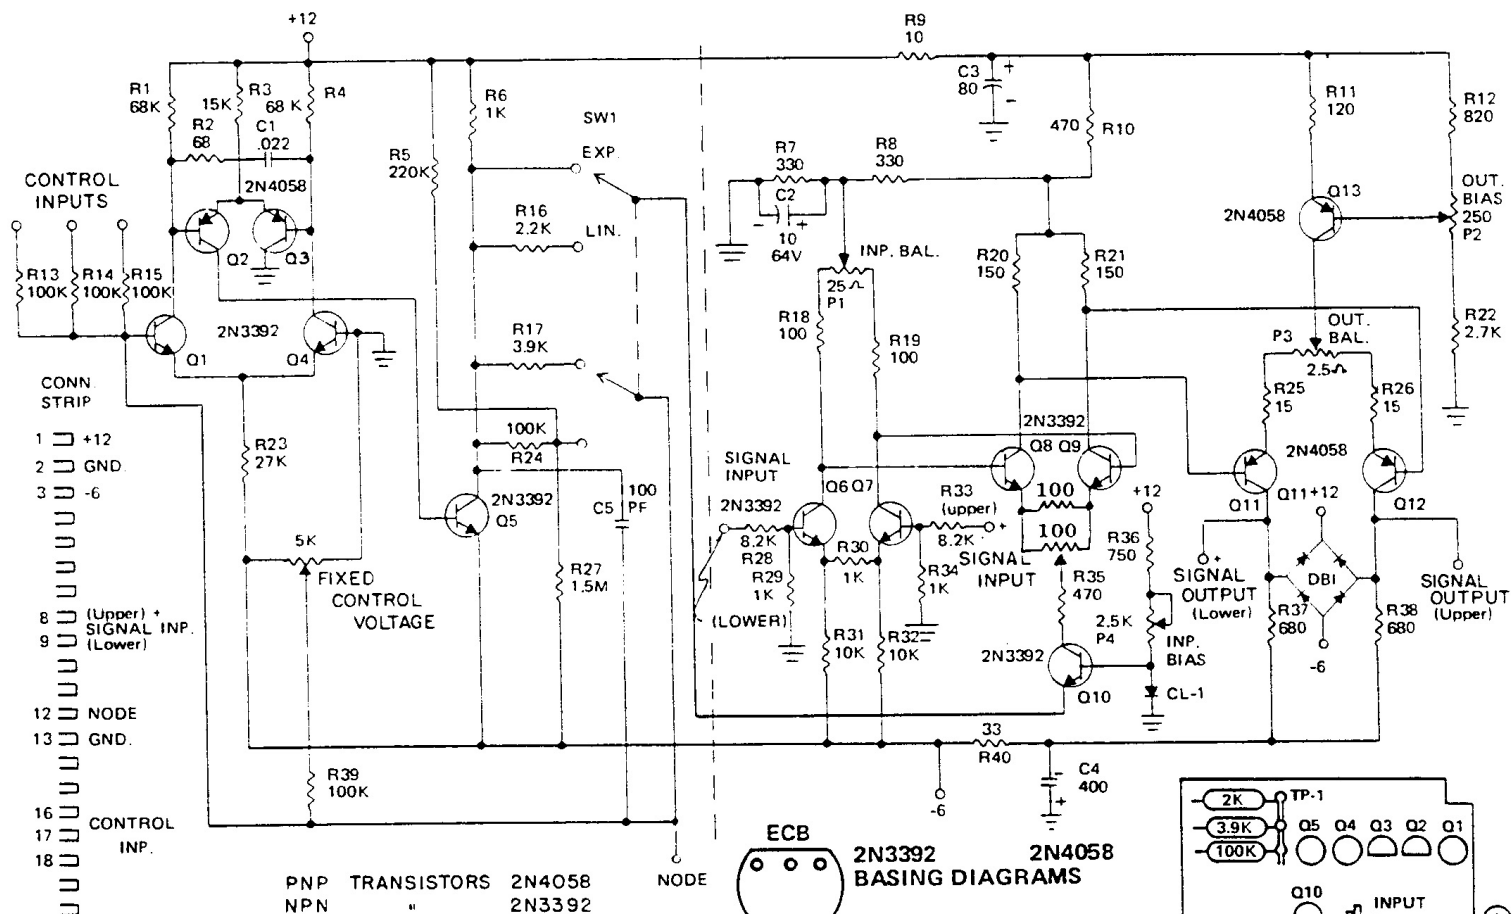 +12
R1
68K
R3
15K
68 K
R4
R2
68
C1
.022
2N4058
CONTROL
INPUTS
R13
100K
R14
100K
R15
100K
Q2
Q3
2N3392
Q1
Q4
R5
220K
R6
1K
SW1
EXP.
R16
2.2K
LIN.
R17
3.9K
100K
R24
2N3392
Q5
100
PF
C5
R23
27K
5K
FIXED
CONTROL
VOLTAGE
R27
1.5M
R39
100K
CONN.
STRIP
1 +12
2 GND.
3 -6
8 (Upper) +
SIGNAL INP.
9 (Lower)
12 NODE
13 GND.
16
17
18
CONTROL
INP.
PNP TRANSISTORS 2N4058
NPN " 2N3392
NODE
R9
10
C3
80
+
-
R7
330
R8
330
C2
- +
10
64V
470 R10
INP. BAL.
25Ω
P1
R18
100
R19
100
R20
150
R21
150
R11
120
R12
820
Q13
2N4058
OUT.
BIAS
250
P2
R22
2.7K
P3
OUT.
BAL.
2.5Ω
R25
15
R26
15
2N4058
Q11
Q11+12
Q12
SIGNAL
INPUT
2N3392
8.2K
R28
R29
1K
(LOWER)
Q6
Q7
R30
1K
R31
10K
R32
10K
R33
(upper)
+
8.2K
SIGNAL
INPUT
R34
1K
2N3392
Q8
Q9
100
100
R35
470
2N3392
Q10
+12
R36
750
2.5K
P4
INP.
BIAS
CL-1
+
SIGNAL
OUTPUT
(Lower)
DBI
-6
R37
680
R38
680
SIGNAL
OUTPUT
(Upper)
33
R40
-6
C4
400
-
+
ECB
2N3392
2N4058
BASING DIAGRAMS
2K
TP-1
3.9K
100K
Q5 Q4 Q3 Q2 Q1
Q10
INPUT